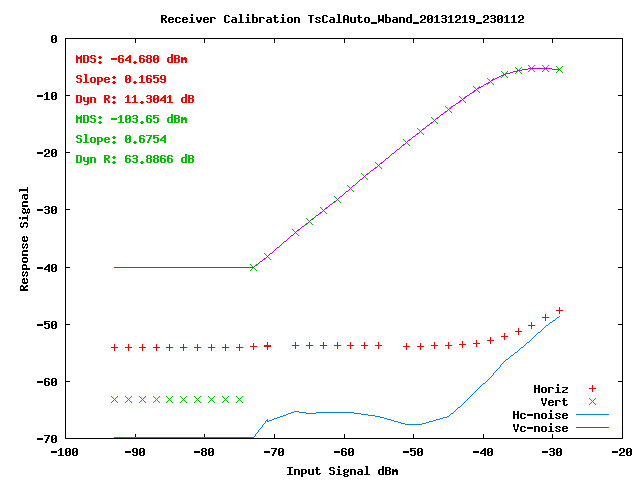 Receiver Calibration TsCalAuto_Wband_20131219_230112
MDS: -64.680 dBm
Slope: 0.1659
Dyn R: 11.3041 dB
MDS: -103.65 dBm
Slope: 0.6754
Dyn R: 63.8866 dB
0
-10
-20
-30
-40
-50
-60
-70
Response Signal
Horiz
Vert
Hc-noise
Vc-noise
-100 -90 -80 -70 -60 -50 -40 -30 -20
Input Signal dBm